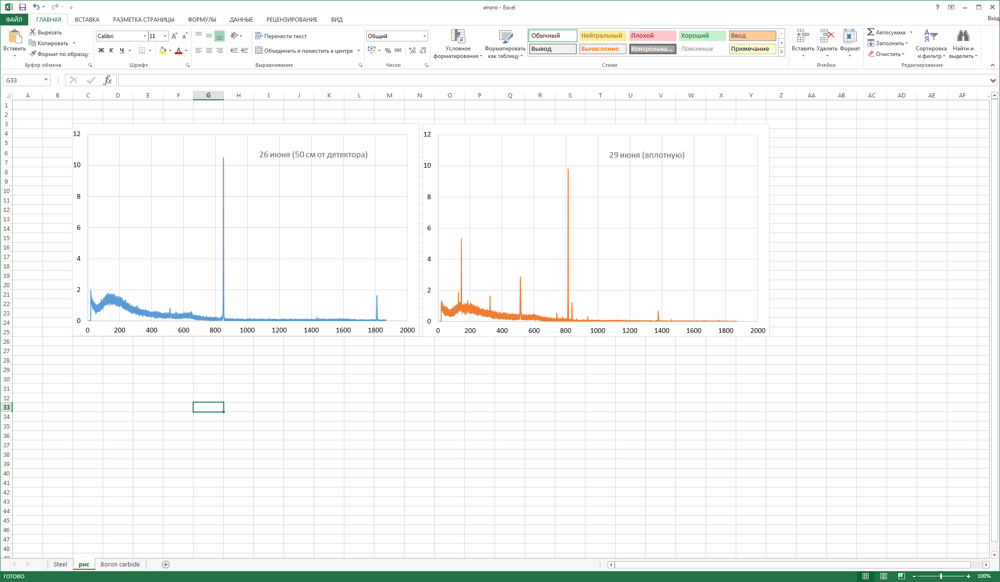 итого - Excel
Вход
ФАЙЛ ГЛАВНАЯ ВСТАВКА РАЗМЕТКА СТРАНИЦЫ ФОРМУЛЫ ДАННЫЕ РЕЦЕНЗИРОВАНИЕ ВИД
Вставить
Вырезать
Копировать
Формат по образцу
Буфер обмена
Calibri 11
Ж К Ч
Шрифт
Перенести текст
Объединить и поместить в центре
Выравнивание
Общий
% 000
Число
Условное форматирование
Форматировать как таблицу
Обычный Нейтральный Плохой Хороший Ввод
Вывод Вычисление Контрольна... Пояснение Примечание
Стили
Вставить Удалить Формат
Ячейки
Автосумма
Заполнить
Очистить
Сортировка и фильтр
Найти и выделить
Редактирование
G33
fx
A B C D E F G H I J K L M N O P Q R S T U V W X Y Z AA AB AC AD AE AF
1
2
3
4
5
6
7
8
9
10
11
12
13
14
15
16
17
18
19
20
21
22
23
24
25
26
27
28
29
30
31
32
33
34
35
36
37
38
39
40
41
42
43
44
45
46
47
48
26 июня (50 см от детектора)
12
10
8
6
4
2
0
0 200 400 600 800 1000 1200 1400 1600 1800 2000
29 июня (вплотную)
12
10
8
6
4
2
0
0 200 400 600 800 1000 1200 1400 1600 1800 2000
Steel рис Boron carbide
ГОТОВО
100%